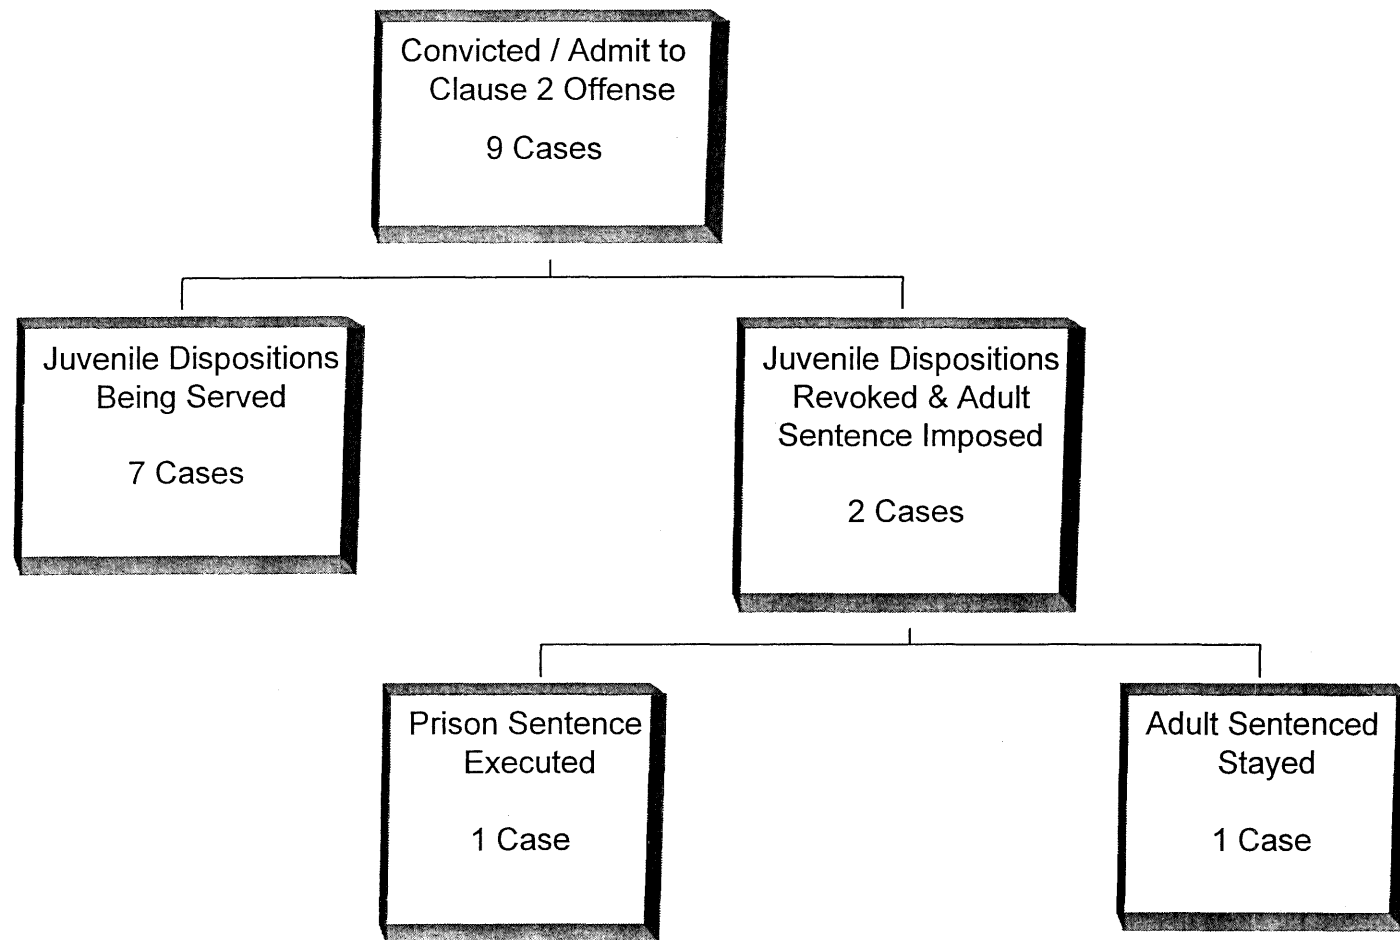 Convicted / Admit to
Clause 2 Offense
9 Cases
Juvenile Dispositions
Being Served
7 Cases
Juvenile Dispositions
Revoked & Adult
Sentence Imposed
2 Cases
Prison Sentence
Executed
1 Case
Adult Sentenced
Stayed
1 Case